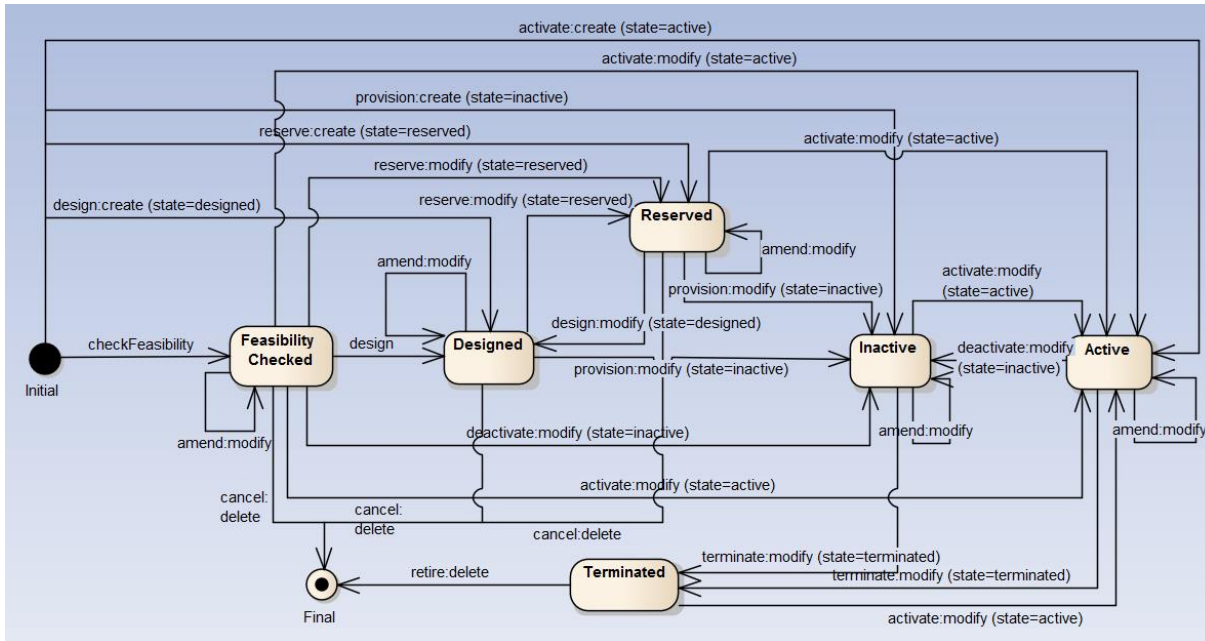 activate:create (state=active)
activate:modify (state=active)
provision:create (state=inactive)
reserve:create (state=reserved)
activate:modify (state=active)
reserve:modify (state=reserved)
design:create (state=designed)
reserve:modify (state=reserved)
Reserved
amend:modify
amend:modify
activate:modify
(state=active)
provision:modify (state=inactive)
design:modify (state=designed)
checkFeasibility
Feasibility
Checked
design
Designed
Inactive
deactivate:modify
(state=inactive)
Active
provision:modify (state=inactive)
Initial
amend:modify
deactivate:modify (state=inactive)
amend:modify
amend:modify
activate:modify (state=active)
cancel:
delete
cancel:
delete
cancel:delete
terminate:modify (state=terminated)
Terminated
terminate:modify (state=terminated)
retire:delete
Final
activate:modify (state=active)